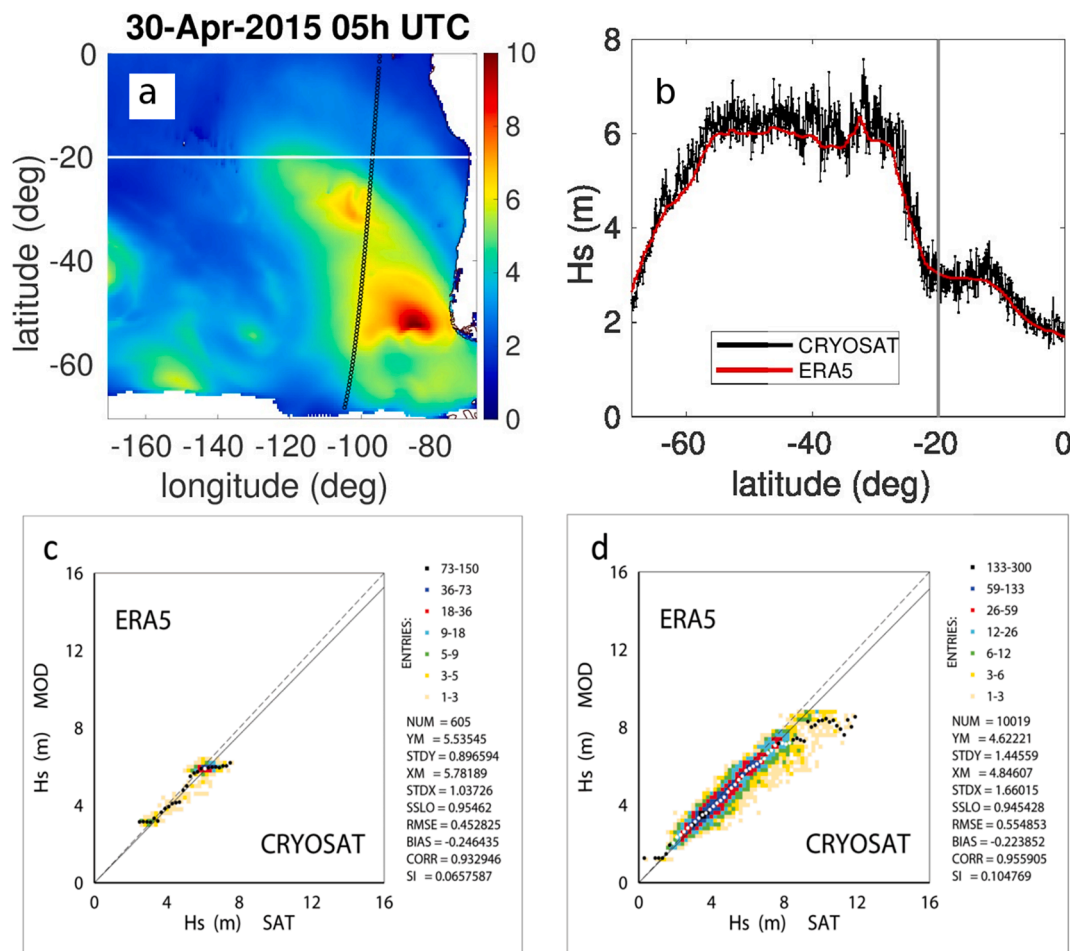 30-Apr-2015 05h UTC
a
0
-20
-40
-60
latitude (deg)
-160 -140 -120 -100 -80
longitude (deg)
10
8
6
4
2
0
b
8
6
4
2
0
Hs (m)
CRYOSAT
ERA5
-60 -40 -20 0
latitude (deg)
c
16
12
8
4
0
Hs (m) MOD
ERA5
CRYOSAT
0 4 8 12 16
Hs (m) SAT
ENTRIES:
73-150
36-73
18-36
9-18
5-9
3-5
1-3
NUM = 605
YM = 5.53545
STDY = 0.896594
XM = 5.78189
STDX = 1.03726
SSLO = 0.95462
RMSE = 0.452825
BIAS = -0.246435
CORR = 0.932946
SI = 0.0657587
d
16
12
8
4
0
Hs (m) MOD
ERA5
CRYOSAT
0 4 8 12 16
Hs (m) SAT
ENTRIES:
133-300
59-133
26-59
12-26
6-12
3-6
1-3
NUM = 10019
YM = 4.62221
STDY = 1.44559
XM = 4.84607
STDX = 1.66015
SSLO = 0.945428
RMSE = 0.554853
BIAS = -0.223852
CORR = 0.955905
SI = 0.104769